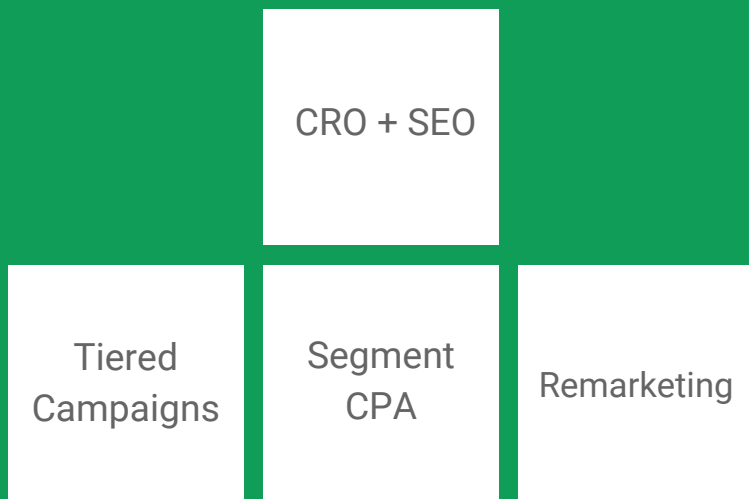 CRO + SEO
Tiered
Campaigns
Segment
CPA
Remarketing